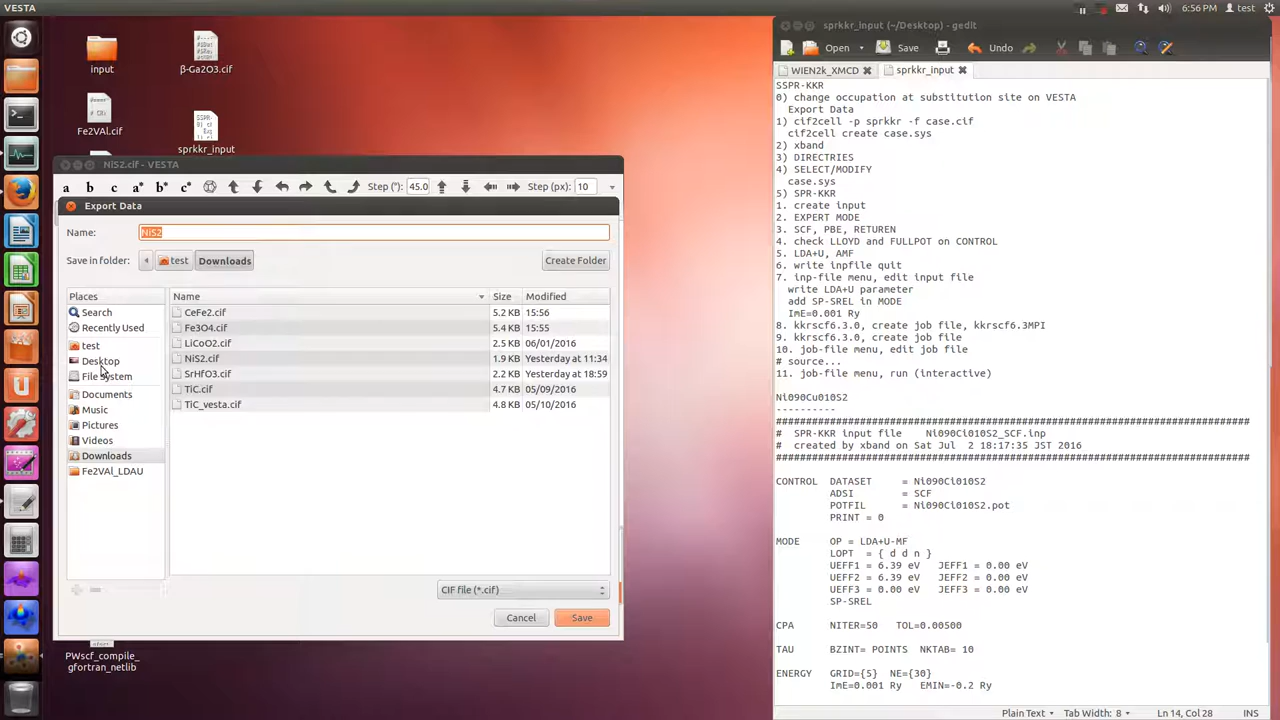 VESTA
6:56 PM
test
input
β-Ga2O3.cif
Fe2VAl.cif
sprkkr_input
PWscf_compile_
gfortran_netlib
NiS2.cif - VESTA
a b c a* b* c* Step (°): 45.0 Step (px): 10
Export Data
Name: NiS2
Save in folder: test Downloads Create Folder
Places
Search
Recently Used
test
Desktop
File System
Documents
Music
Pictures
Videos
Downloads
Fe2VAl_LDAU
Name Size Modified
CeFe2.cif 5.2 KB 15:56
Fe3O4.cif 5.4 KB 15:55
LiCoO2.cif 2.5 KB 06/01/2016
NiS2.cif 1.9 KB Yesterday at 11:34
SrHfO3.cif 2.2 KB Yesterday at 18:59
TiC.cif 4.7 KB 05/09/2016
TiC_vesta.cif 4.8 KB 05/10/2016
CIF file (*.cif)
Cancel Save
sprkkr_input (~/Desktop) - gedit
Open Save Undo
WIEN2k_XMCD sprkkr_input
SSPR-KKR
0) change occupation at substitution site on VESTA
Export Data
1) cif2cell -p sprkkr -f case.cif
cif2cell create case.sys
2) xband
3) DIRECTRIES
4) SELECT/MODIFY
case.sys
5) SPR-KKR
1. create input
2. EXPERT MODE
3. SCF, PBE, RETUREN
4. check LLOYD and FULLPOT on CONTROL
5. LDA+U, AMF
6. write inpfile quit
7. inp-file menu, edit input file
write LDA+U parameter
add SP-SREL in MODE
ImE=0.001 Ry
8. kkrscf6.3.0, create job file, kkrscf6.3MPI
9. kkrscf6.3.0, create job file
10. job-file menu, edit job file
# source...
11. job-file menu, run (interactive)
Ni090Cu010S2
----------
###############################################################################
# SPR-KKR input file Ni090Ci010S2_SCF.inp
# created by xband on Sat Jul 2 18:17:35 JST 2016
###############################################################################
CONTROL DATASET = Ni090Ci010S2
ADSI = SCF
POTFIL = Ni090Ci010S2.pot
PRINT = 0
MODE OP = LDA+U-MF
LOPT = { d d n }
UEFF1 = 6.39 eV JEFF1 = 0.00 eV
UEFF2 = 6.39 eV JEFF2 = 0.00 eV
UEFF3 = 0.00 eV JEFF3 = 0.00 eV
SP-SREL
CPA NITER=50 TOL=0.00500
TAU BZINT= POINTS NKTAB= 10
ENERGY GRID={5} NE={30}
ImE=0.001 Ry EMIN=-0.2 Ry
Plain Text Tab Width: 8 Ln 14, Col 28 INS